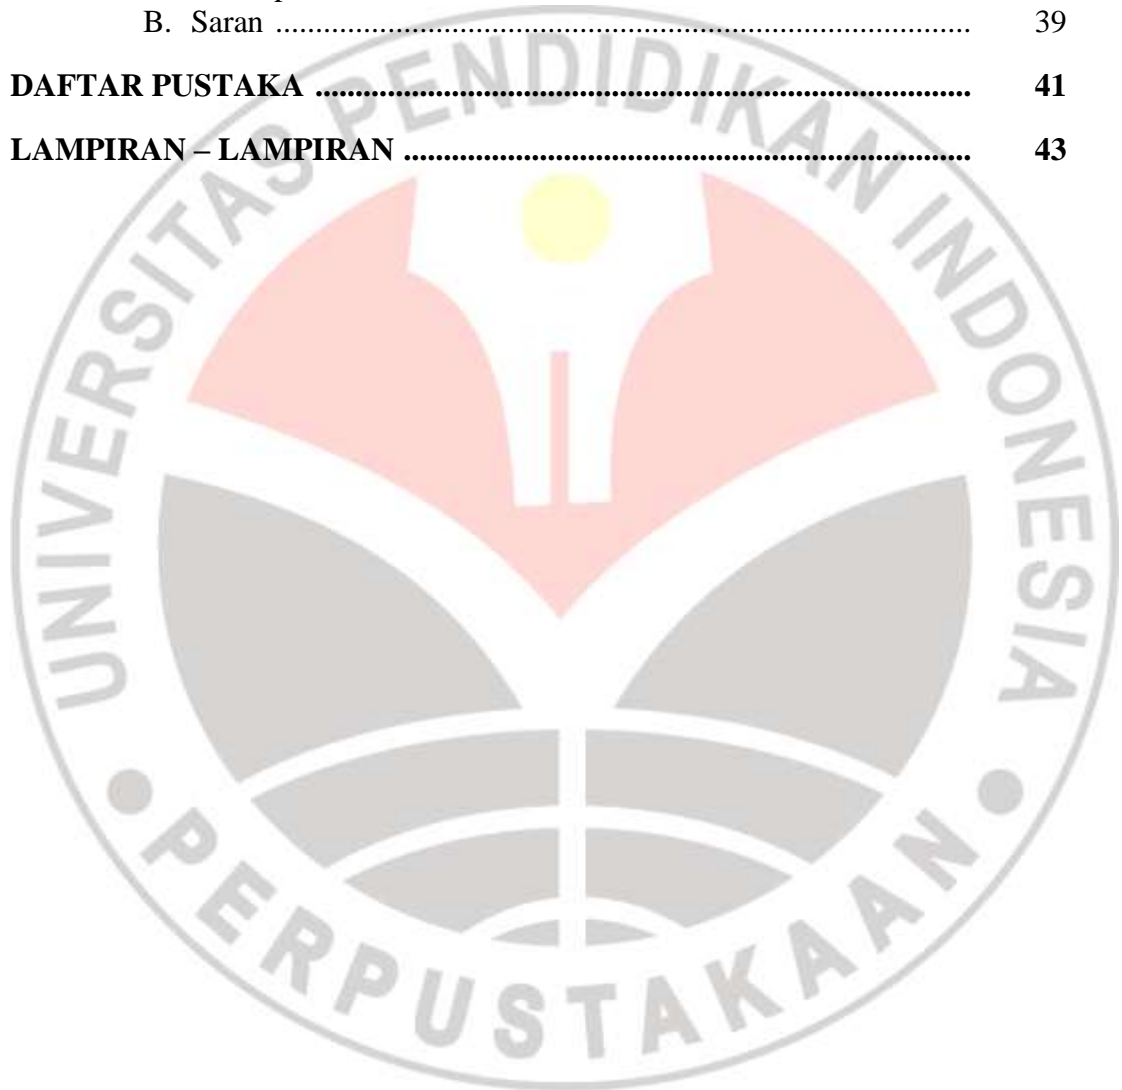 B. Saran ........................................................................................ 39
DAFTAR PUSTAKA ....................................................................... 41
LAMPIRAN – LAMPIRAN ............................................................. 43
UNIVERSITAS PENDIDIKAN INDONESIA
PERPUSTAKAAN